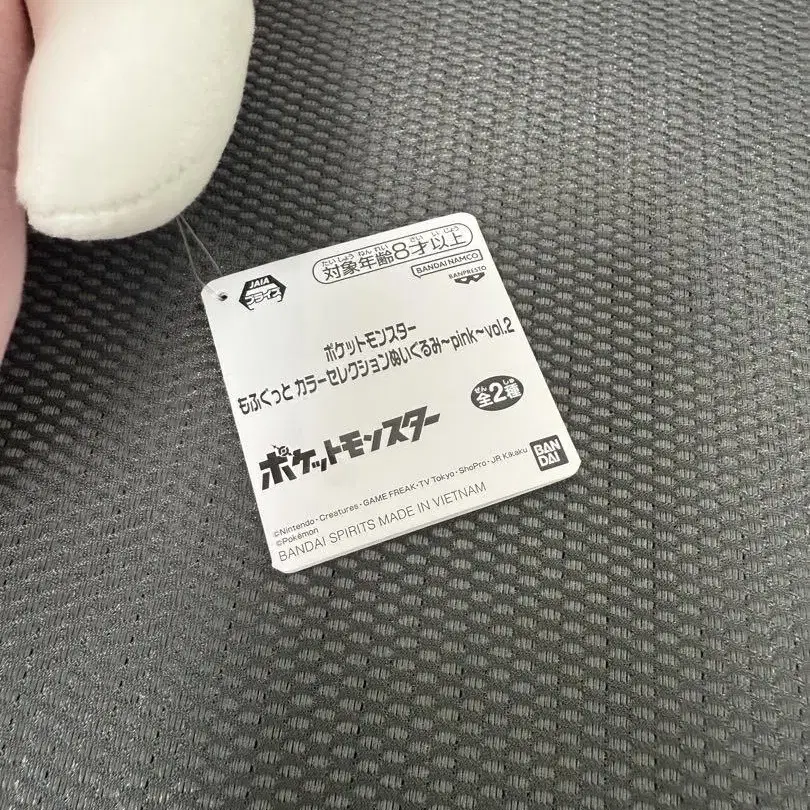 たいしょう ねん れい さい い じょう
対象年齢8才以上
JAIA
プライズ
BANDAI NAMCO
BANPRESTO
ポケットモンスター
もふぐっと カラーセレクションぬいぐるみ~pink~vol.2
ぜん しゅ
全2種
ポケットモンスター
BAN
DAI
©Nintendo・Creatures・GAME FREAK・TV Tokyo・ShoPro・JR Kikaku
©Pokémon
BANDAI SPIRITS MADE IN VIETNAM